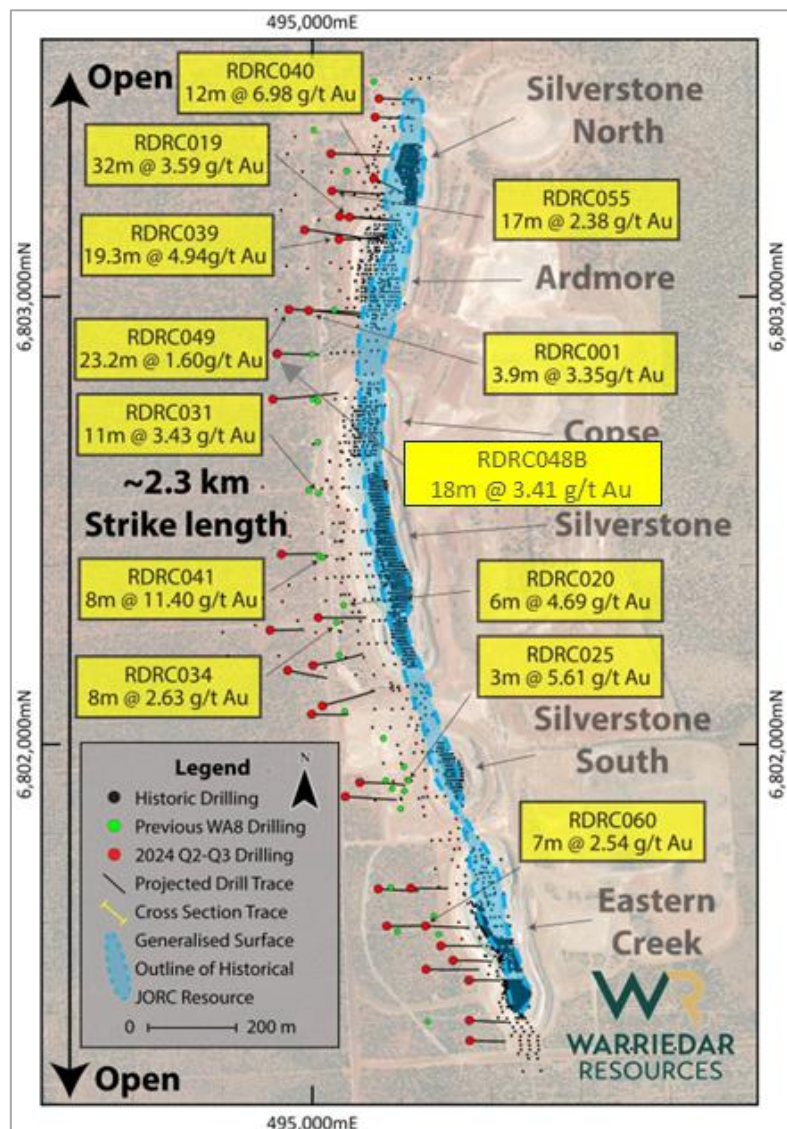 495,000mE
Open
RDRC040
12m @ 6.98 g/t Au
Silverstone
North
RDRC019
32m @ 3.59 g/t Au
RDRC055
17m @ 2.38 g/t Au
RDRC039
19.3m @ 4.94g/t Au
Ardmore
6,803,000mN
6,803,000mN
RDRC049
23.2m @ 1.60g/t Au
RDRC001
3.9m @ 3.35g/t Au
RDRC031
11m @ 3.43 g/t Au
Copse
RDRC048B
18m @ 3.41 g/t Au
~2.3 km
Strike length
Silverstone
RDRC041
8m @ 11.40 g/t Au
RDRC020
6m @ 4.69 g/t Au
RDRC025
3m @ 5.61 g/t Au
RDRC034
8m @ 2.63 g/t Au
Silverstone
South
6,802,000mN
6,802,000mN
Legend
N
Historic Drilling
Previous WA8 Drilling
2024 Q2-Q3 Drilling
Projected Drill Trace
Cross Section Trace
Generalised Surface
Outline of Historical
JORC Resource
0 200 m
RDRC060
7m @ 2.54 g/t Au
Eastern
Creek
WR
WARRIEDAR
RESOURCES
Open
495,000mE